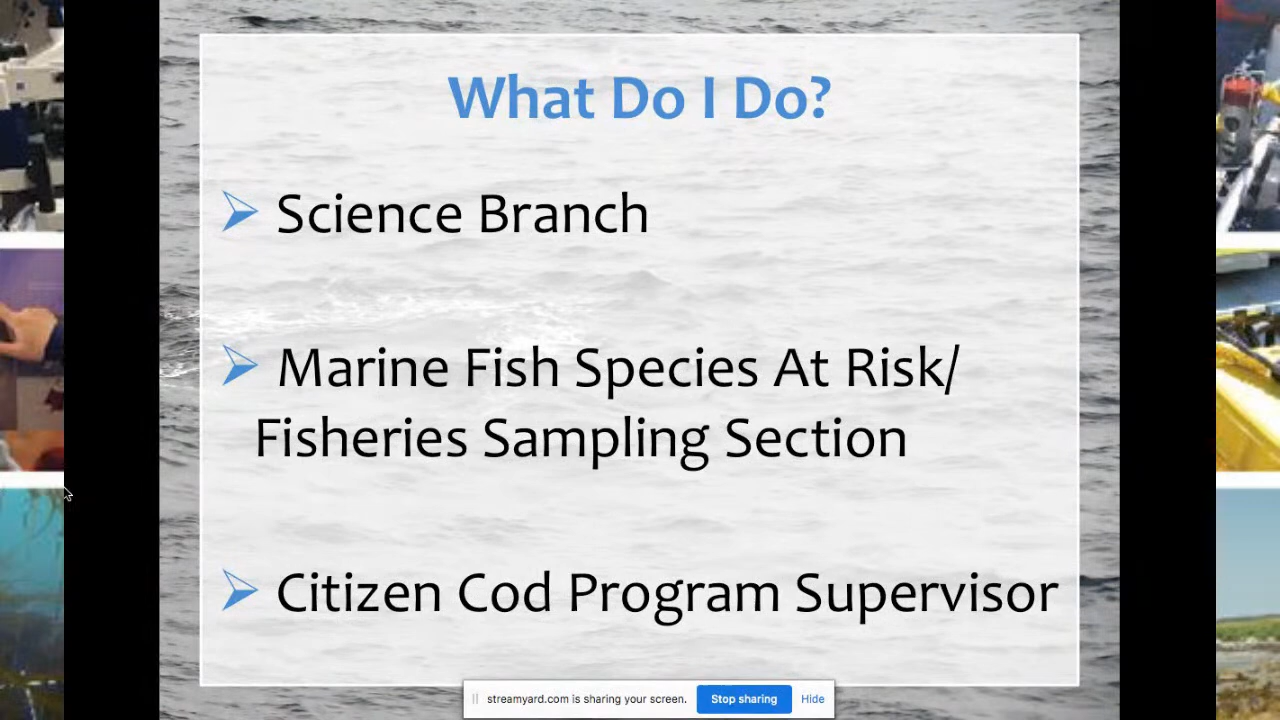 What Do I Do?
Science Branch
Marine Fish Species At Risk/
Fisheries Sampling Section
Citizen Cod Program Supervisor
streamyard.com is sharing your screen. Stop sharing Hide